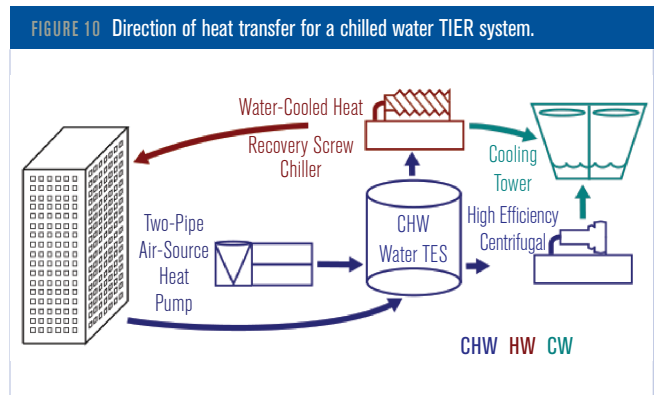 FIGURE 10 Direction of heat transfer for a chilled water TIER system.
Water-Cooled Heat
Recovery Screw
Chiller
Cooling
Tower
Two-Pipe
Air-Source
Heat
Pump
CHW
Water TES
High Efficiency
Centrifugal
CHW HW CW